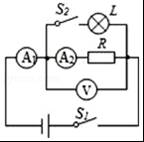 S₂ L
A₁ A₂ R
V
S₁